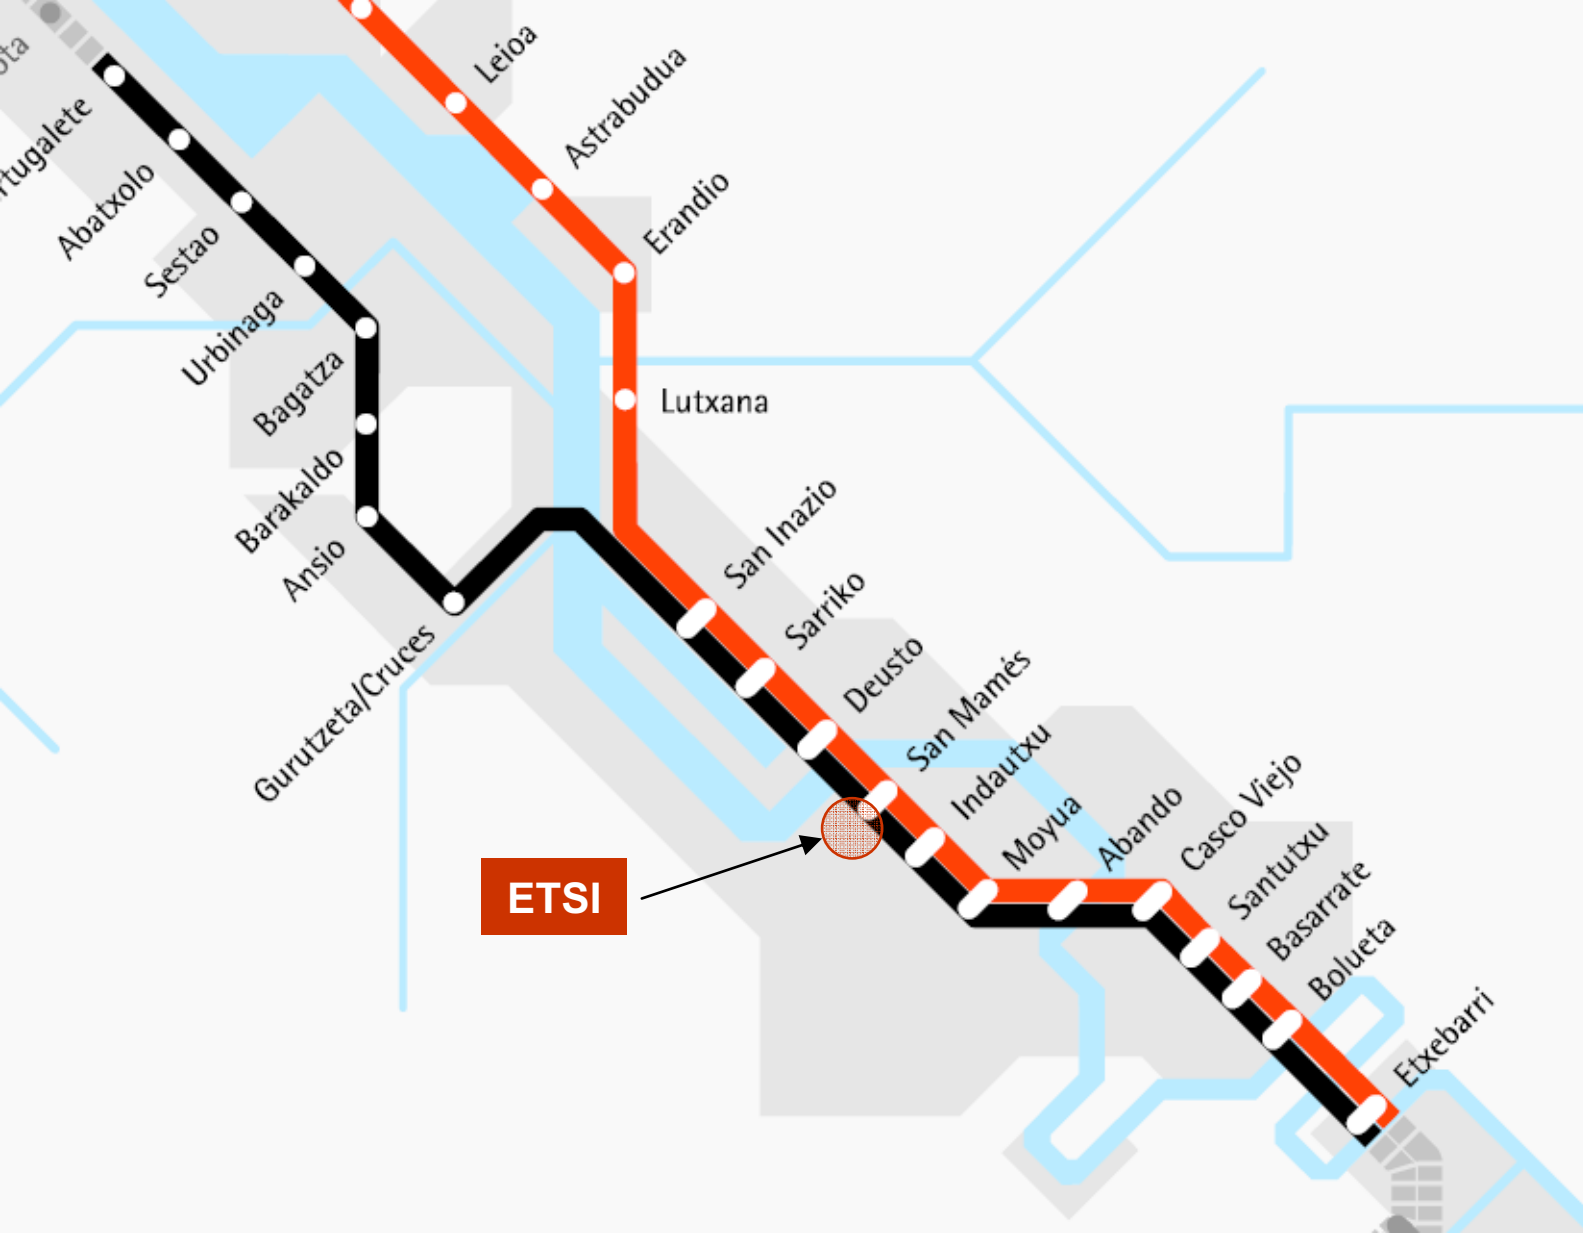 Leioa
Astrabudua
Erandio
Lutxana
Abatxolo
Sestao
Urbinaga
Bagatza
Barakaldo
Ansio
Gurutzeta/Cruces
San Inazio
Sarriko
Deusto
San Mamés
Indautxu
Moyua
Abando
Casco Viejo
Santutxu
Basarrate
Bolueta
Etxebarri
ETSI